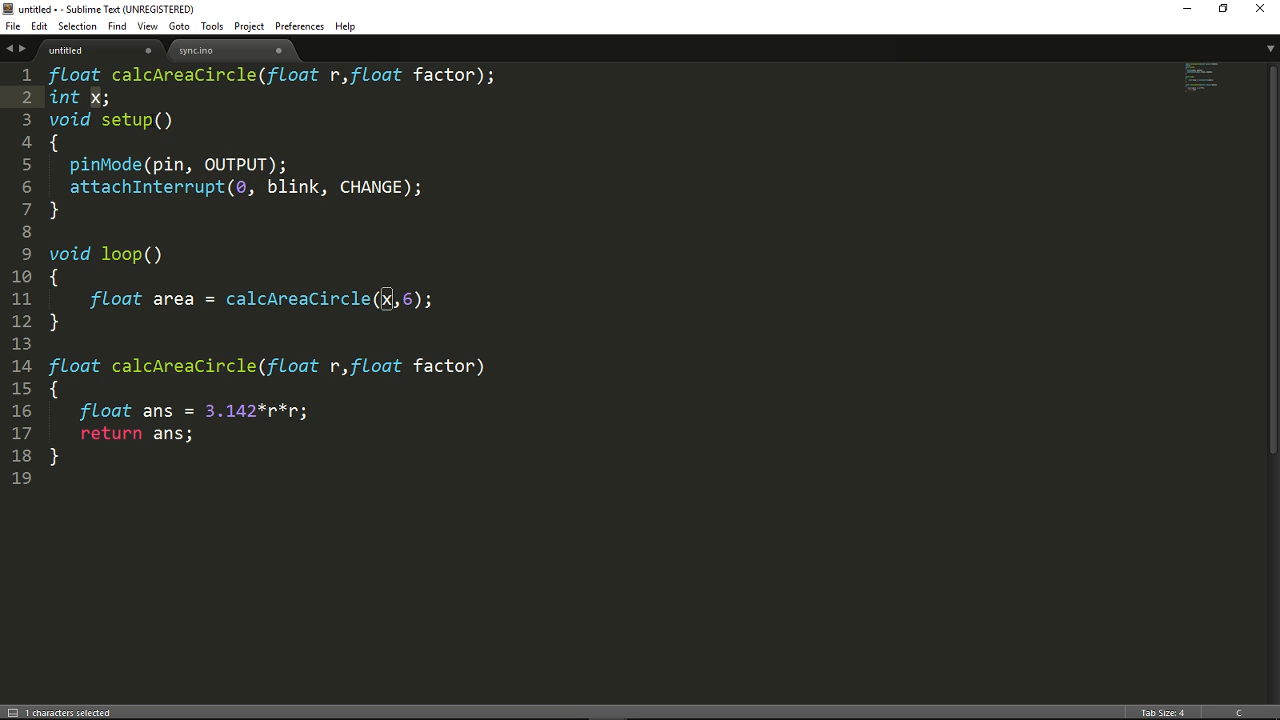 untitled • - Sublime Text (UNREGISTERED)
File Edit Selection Find View Goto Tools Project Preferences Help
untitled sync.ino
1 float calcAreaCircle(float r,float factor);
2 int x;
3 void setup()
4 {
5   pinMode(pin, OUTPUT);
6   attachInterrupt(0, blink, CHANGE);
7 }
8
9 void loop()
10 {
11     float area = calcAreaCircle(x,6);
12 }
13
14 float calcAreaCircle(float r,float factor)
15 {
16    float ans = 3.142*r*r;
17    return ans;
18 }
19
1 characters selected Tab Size: 4 C